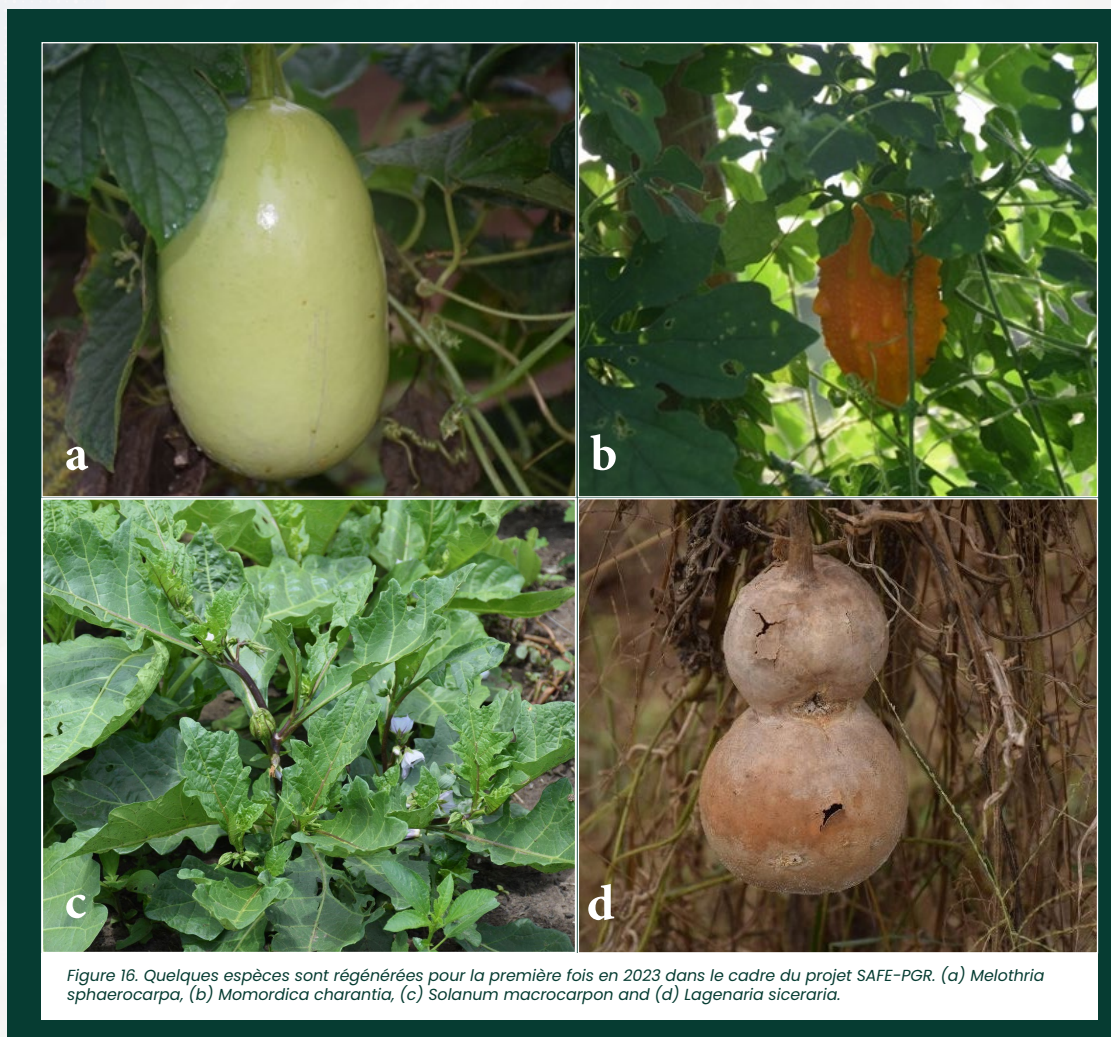 a
b
c
d
Figure 16. Quelques espèces sont régénérées pour la première fois en 2023 dans le cadre du projet SAFE-PGR. (a) Melothria
sphaerocarpa, (b) Momordica charantia, (c) Solanum macrocarpon and (d) Lagenaria siceraria.